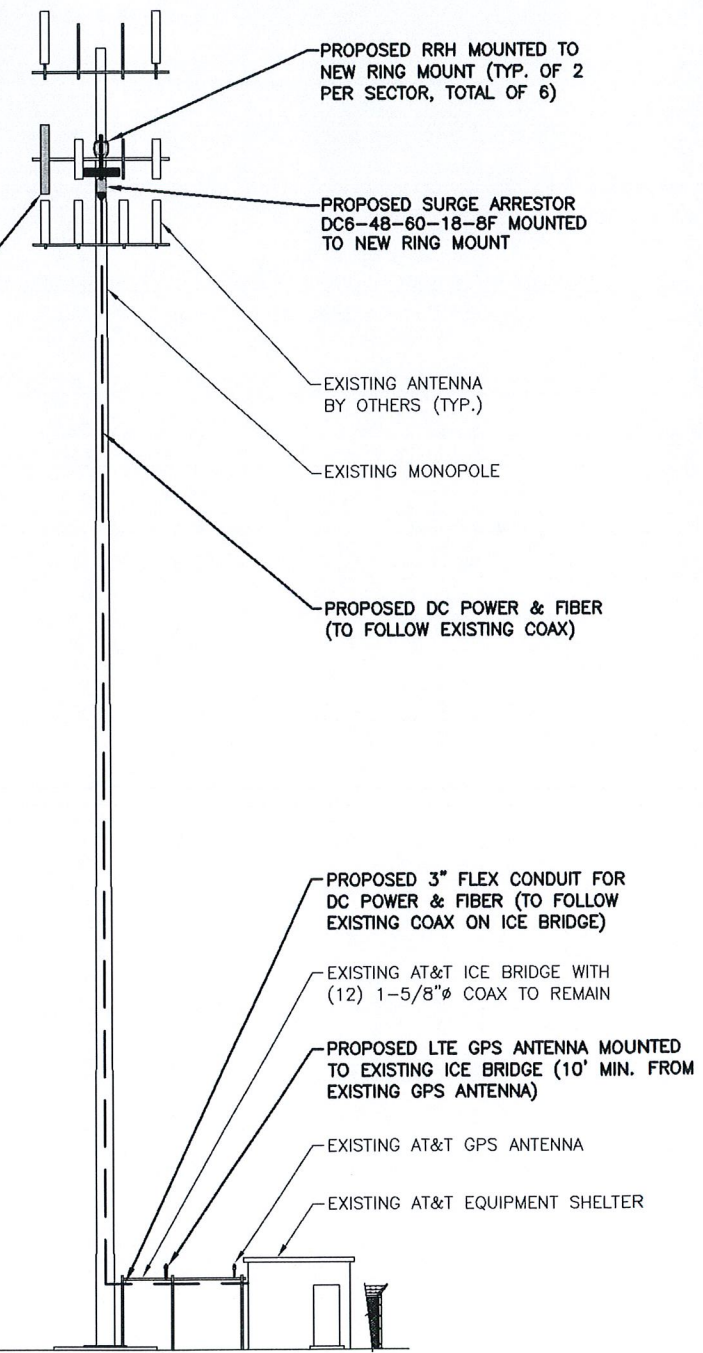 PROPOSED RRH MOUNTED TO
NEW RING MOUNT (TYP. OF 2
PER SECTOR, TOTAL OF 6)
PROPOSED SURGE ARRESTOR
DC6-48-60-18-8F MOUNTED
TO NEW RING MOUNT
EXISTING ANTENNA
BY OTHERS (TYP.)
EXISTING MONOPOLE
PROPOSED DC POWER & FIBER
(TO FOLLOW EXISTING COAX)
PROPOSED 3" FLEX CONDUIT FOR
DC POWER & FIBER (TO FOLLOW
EXISTING COAX ON ICE BRIDGE)
EXISTING AT&T ICE BRIDGE WITH
(12) 1-5/8"ø COAX TO REMAIN
PROPOSED LTE GPS ANTENNA MOUNTED
TO EXISTING ICE BRIDGE (10' MIN. FROM
EXISTING GPS ANTENNA)
EXISTING AT&T GPS ANTENNA
EXISTING AT&T EQUIPMENT SHELTER